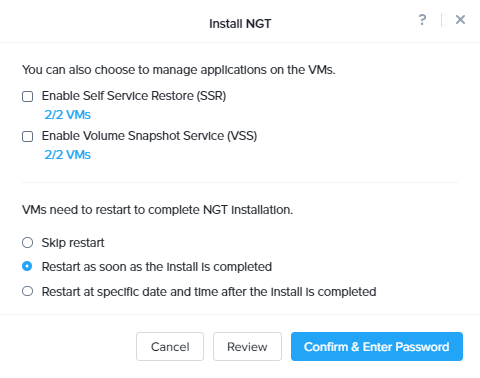 Install NGT
?
You can also choose to manage applications on the VMs.
Enable Self Service Restore (SSR)
2/2 VMs
Enable Volume Snapshot Service (VSS)
2/2 VMs
VMs need to restart to complete NGT installation.
Skip restart
Restart as soon as the install is completed
Restart at specific date and time after the install is completed
Cancel
Review
Confirm & Enter Password